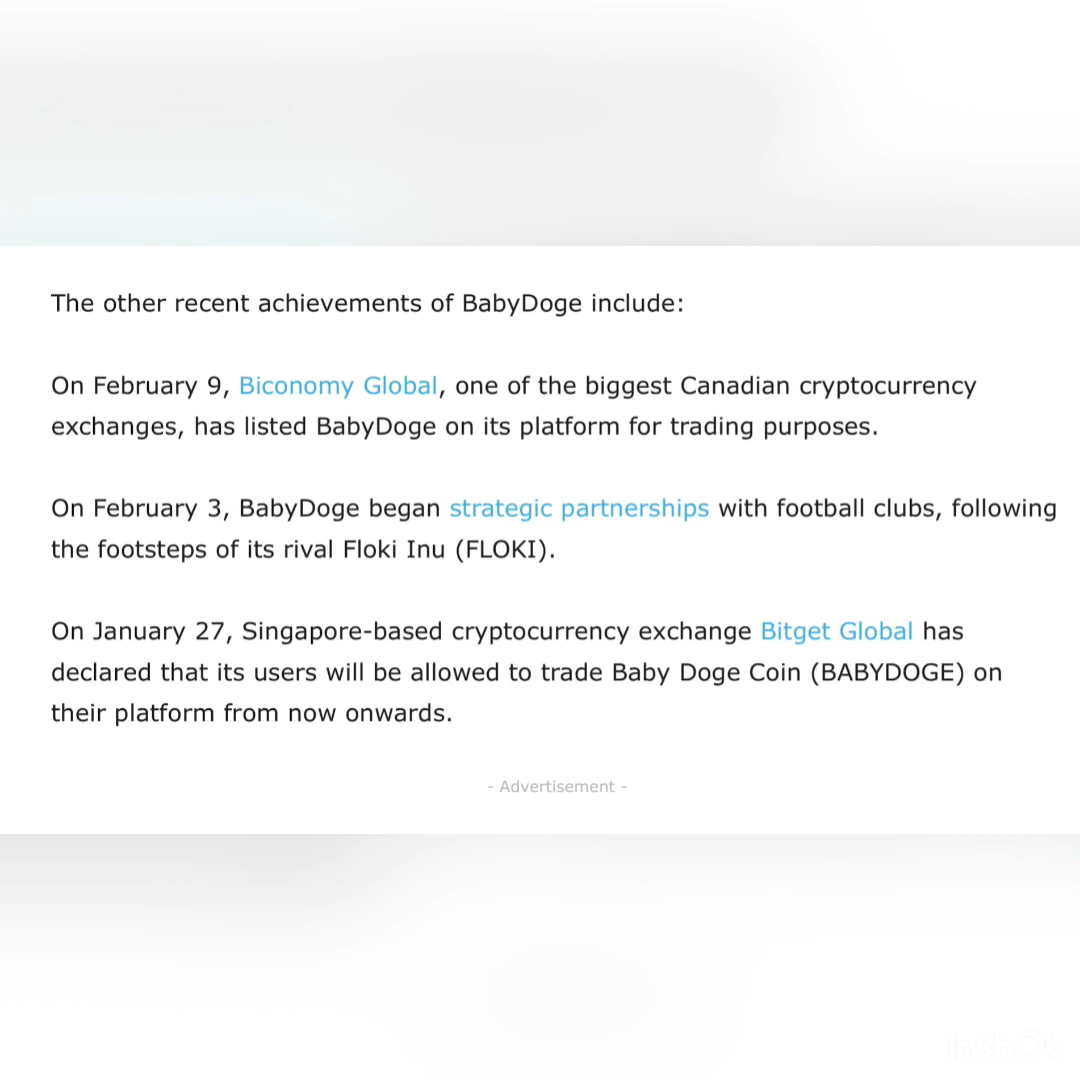 The other recent achievements of BabyDoge include:
On February 9, Biconomy Global, one of the biggest Canadian cryptocurrency
exchanges, has listed BabyDoge on its platform for trading purposes.
On February 3, BabyDoge began strategic partnerships with football clubs, following
the footsteps of its rival Floki Inu (FLOKI).
On January 27, Singapore-based cryptocurrency exchange Bitget Global has
declared that its users will be allowed to trade Baby Doge Coin (BABYDOGE) on
their platform from now onwards.
- Advertisement -